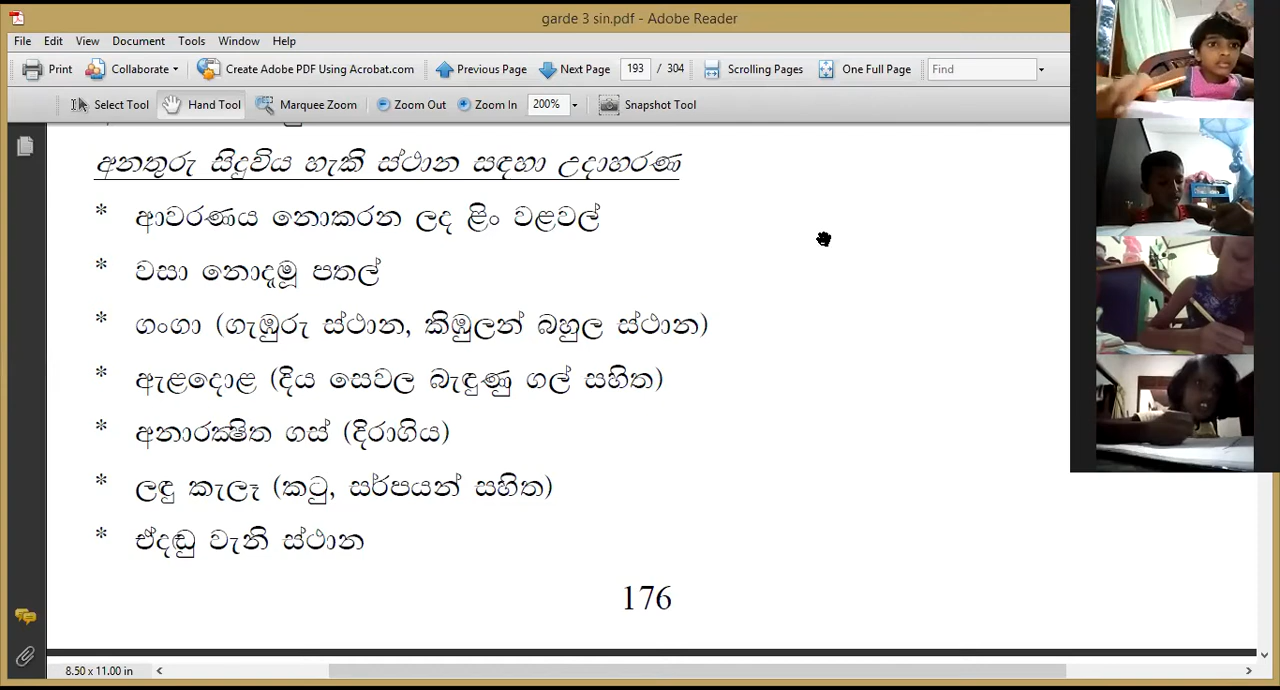 garde 3 sin.pdf - Adobe Reader
File Edit View Document Tools Window Help
Print Collaborate Create Adobe PDF Using Acrobat.com Previous Page Next Page 193 / 304 Scrolling Pages One Full Page Find
Select Tool Hand Tool Marquee Zoom Zoom Out Zoom In 200% Snapshot Tool
අනතුරු සිදුවිය හැකි ස්ථාන සඳහා උදාහරණ
* ආවරණය නොකරන ලද ළිං වළවල්
* වසා නොදැමූ පතල්
* ගංගා (ගැඹුරු ස්ථාන, කිඹුලන් බහුල ස්ථාන)
* ඇළදොළ (දිය සෙවල බැඳුණු ගල් සහිත)
* අනාරක්‍ෂිත ගස් (දිරාගිය)
* ලඳු කැලෑ (කටු, සර්පයන් සහිත)
* ඒදඬු වැනි ස්ථාන
176
8.50 x 11.00 in